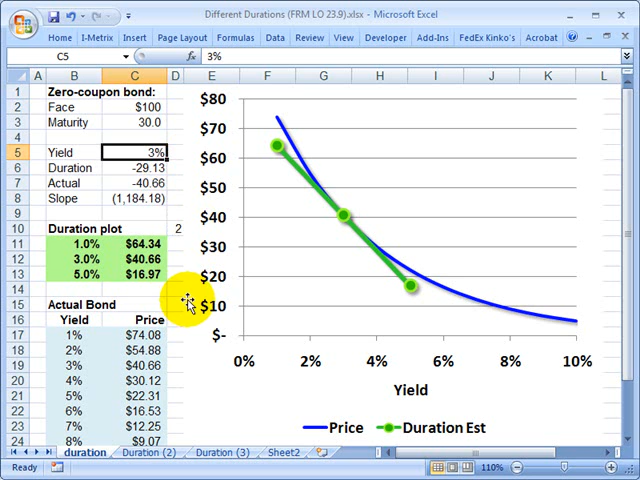 Different Durations (FRM LO 23.9).xlsx - Microsoft Excel
Home I-Metrix Insert Page Layout Formulas Data Review View Developer Add-Ins FedEx Kinko's Acrobat
C5 fx 3%
A B C D E F G H I J K L
1 Zero-coupon bond: $80
2 Face $100
3 Maturity 30.0 $70
4
5 Yield 3% $60
6 Duration -29.13
7 Actual -40.66 $50
8 Slope (1,184.18)
9 $40
10 Duration plot 2
11 1.0% $64.34 $30
12 3.0% $40.66
13 5.0% $16.97 $20
14
15 Actual Bond $10
16 Yield Price
17 1% $74.08 $-
18 2% $54.88 0% 2% 4% 6% 8% 10%
19 3% $40.66
20 4% $30.12 Yield
21 5% $22.31
22 6% $16.53
23 7% $12.25 Price Duration Est
24 8% $9.07
duration Duration (2) Duration (3) Sheet2
Ready 110%